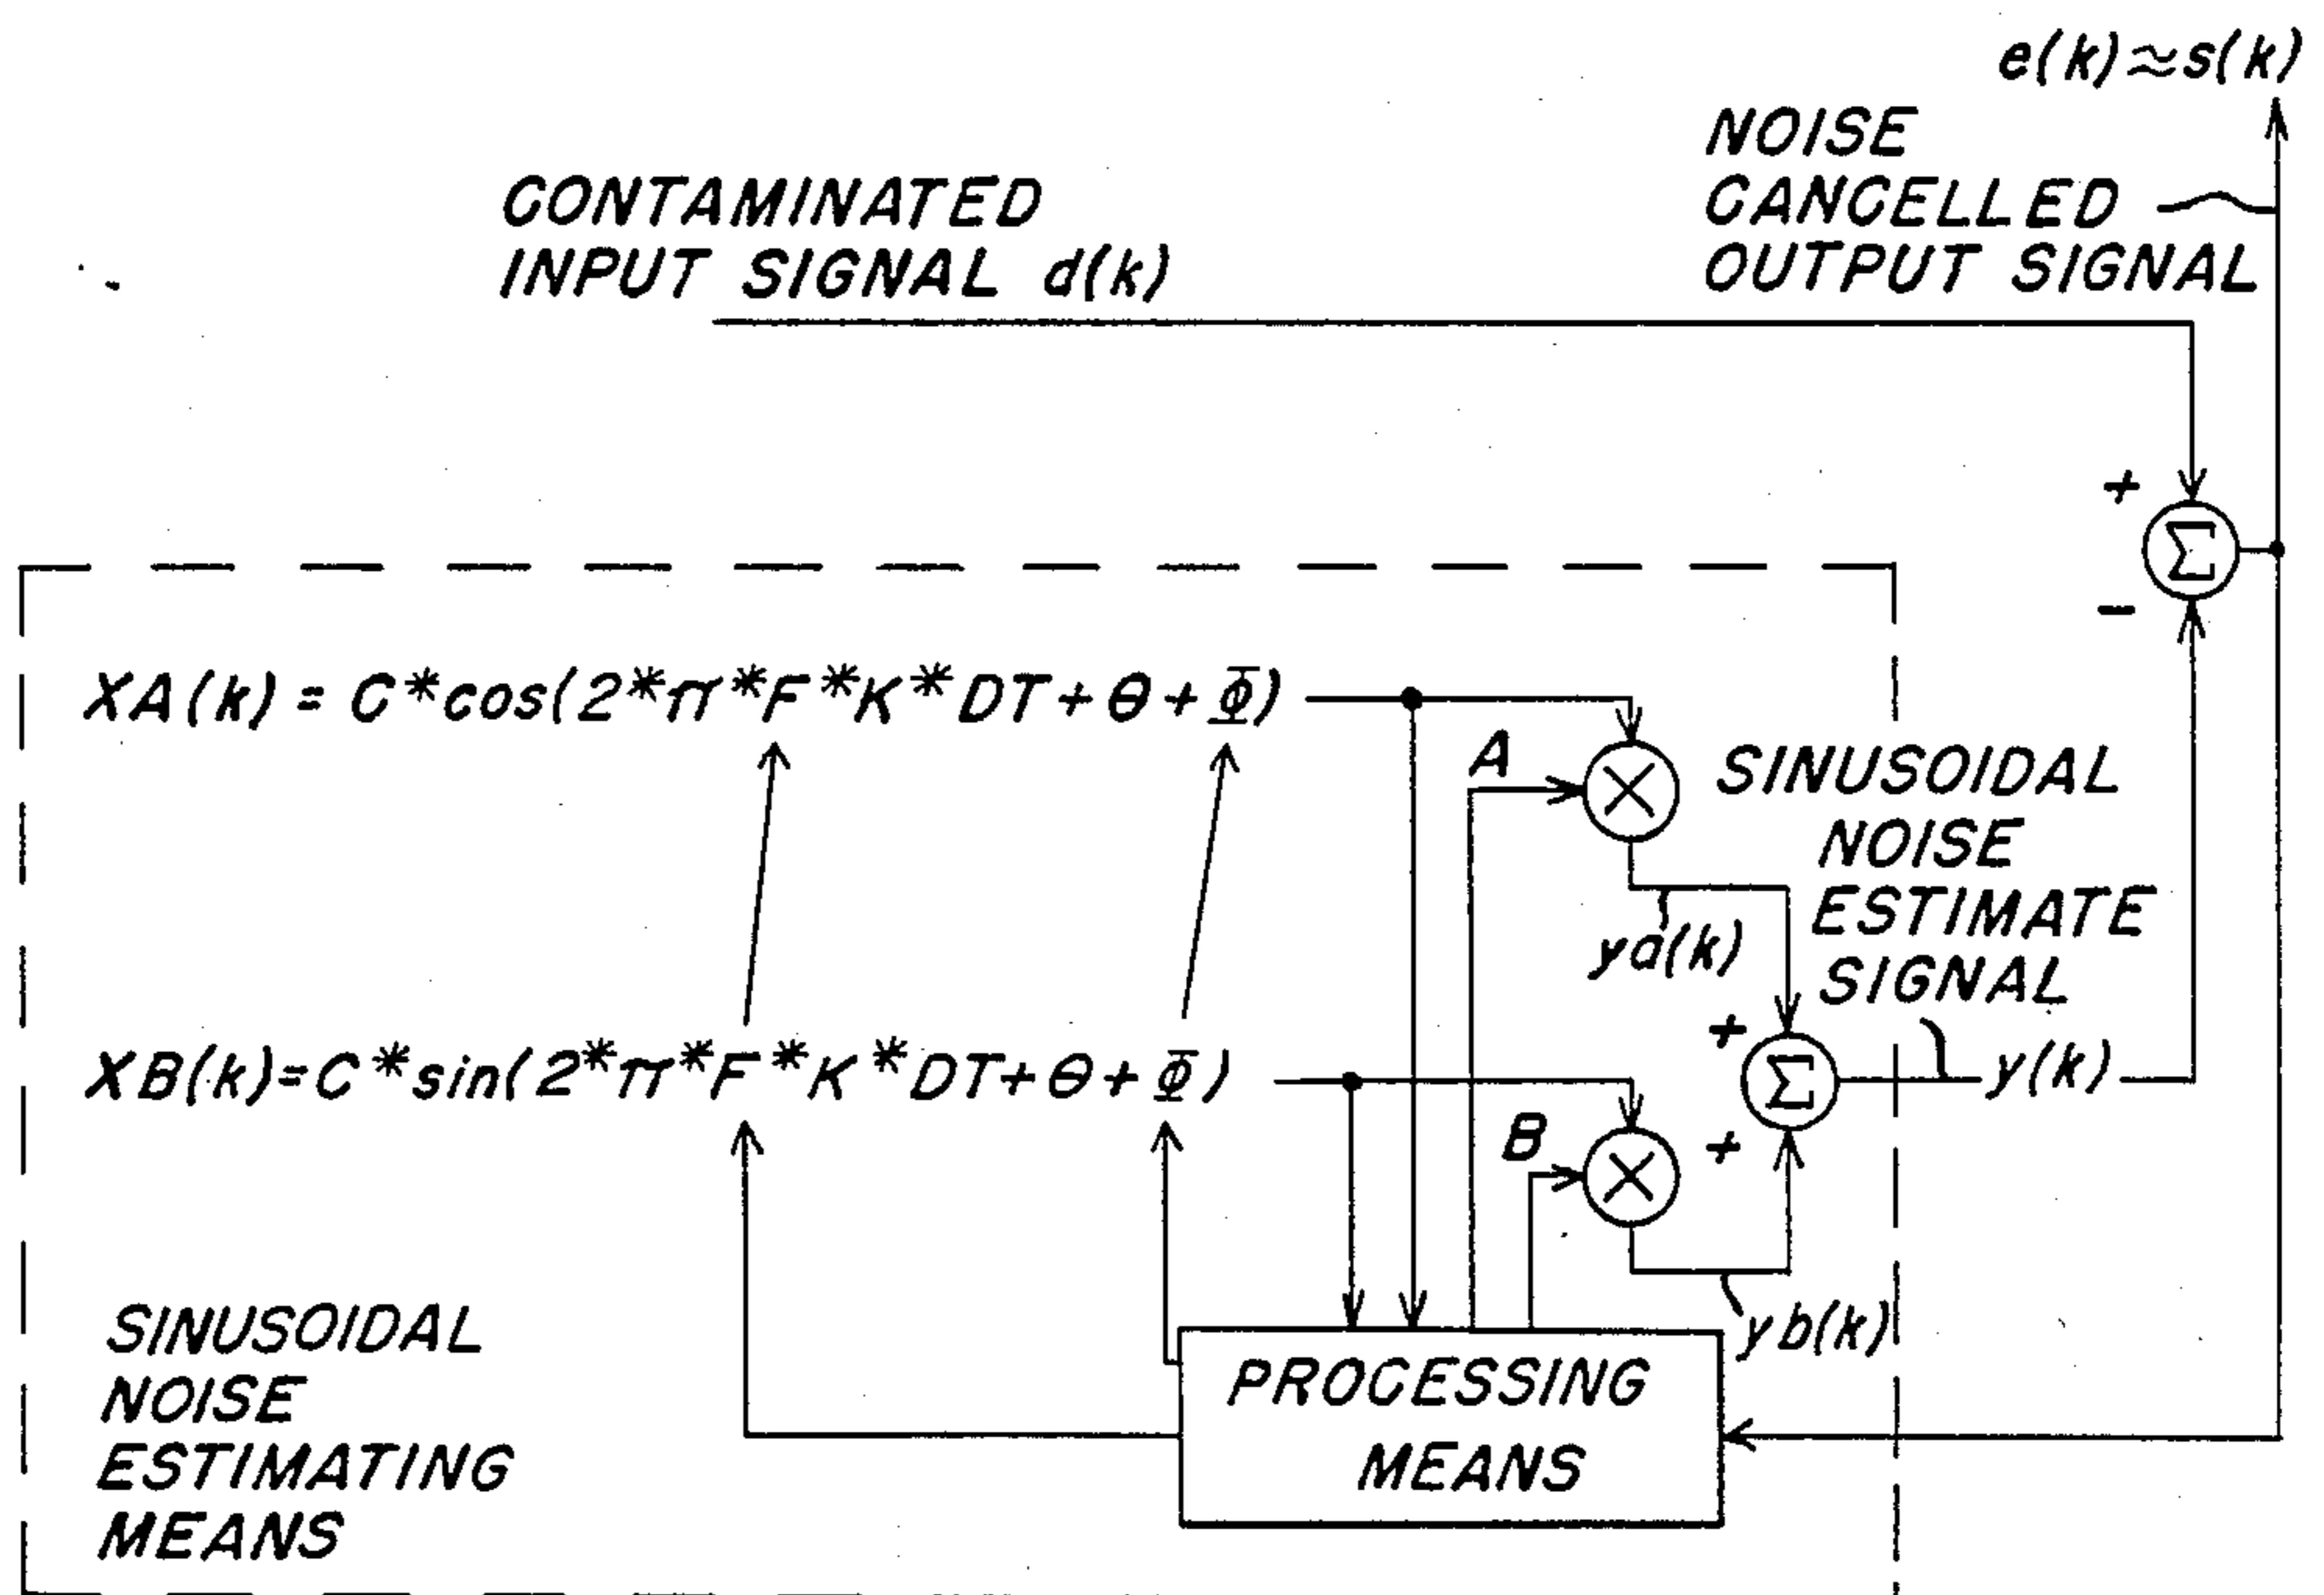 e(k)≈s(k)
NOISE
CANCELLED
OUTPUT SIGNAL
CONTAMINATED
INPUT SIGNAL d(k)
+
Σ
−
XA(k) = C*cos(2*π*F*K*DT+θ+Φ)
A
×
SINUSOIDAL
NOISE
ESTIMATE
SIGNAL
ya(k)
+
Σ
y(k)
XB(k)=C*sin(2*π*F*K*DT+θ+Φ)
B
×
+
yb(k)
SINUSOIDAL
NOISE
ESTIMATING
MEANS
PROCESSING
MEANS